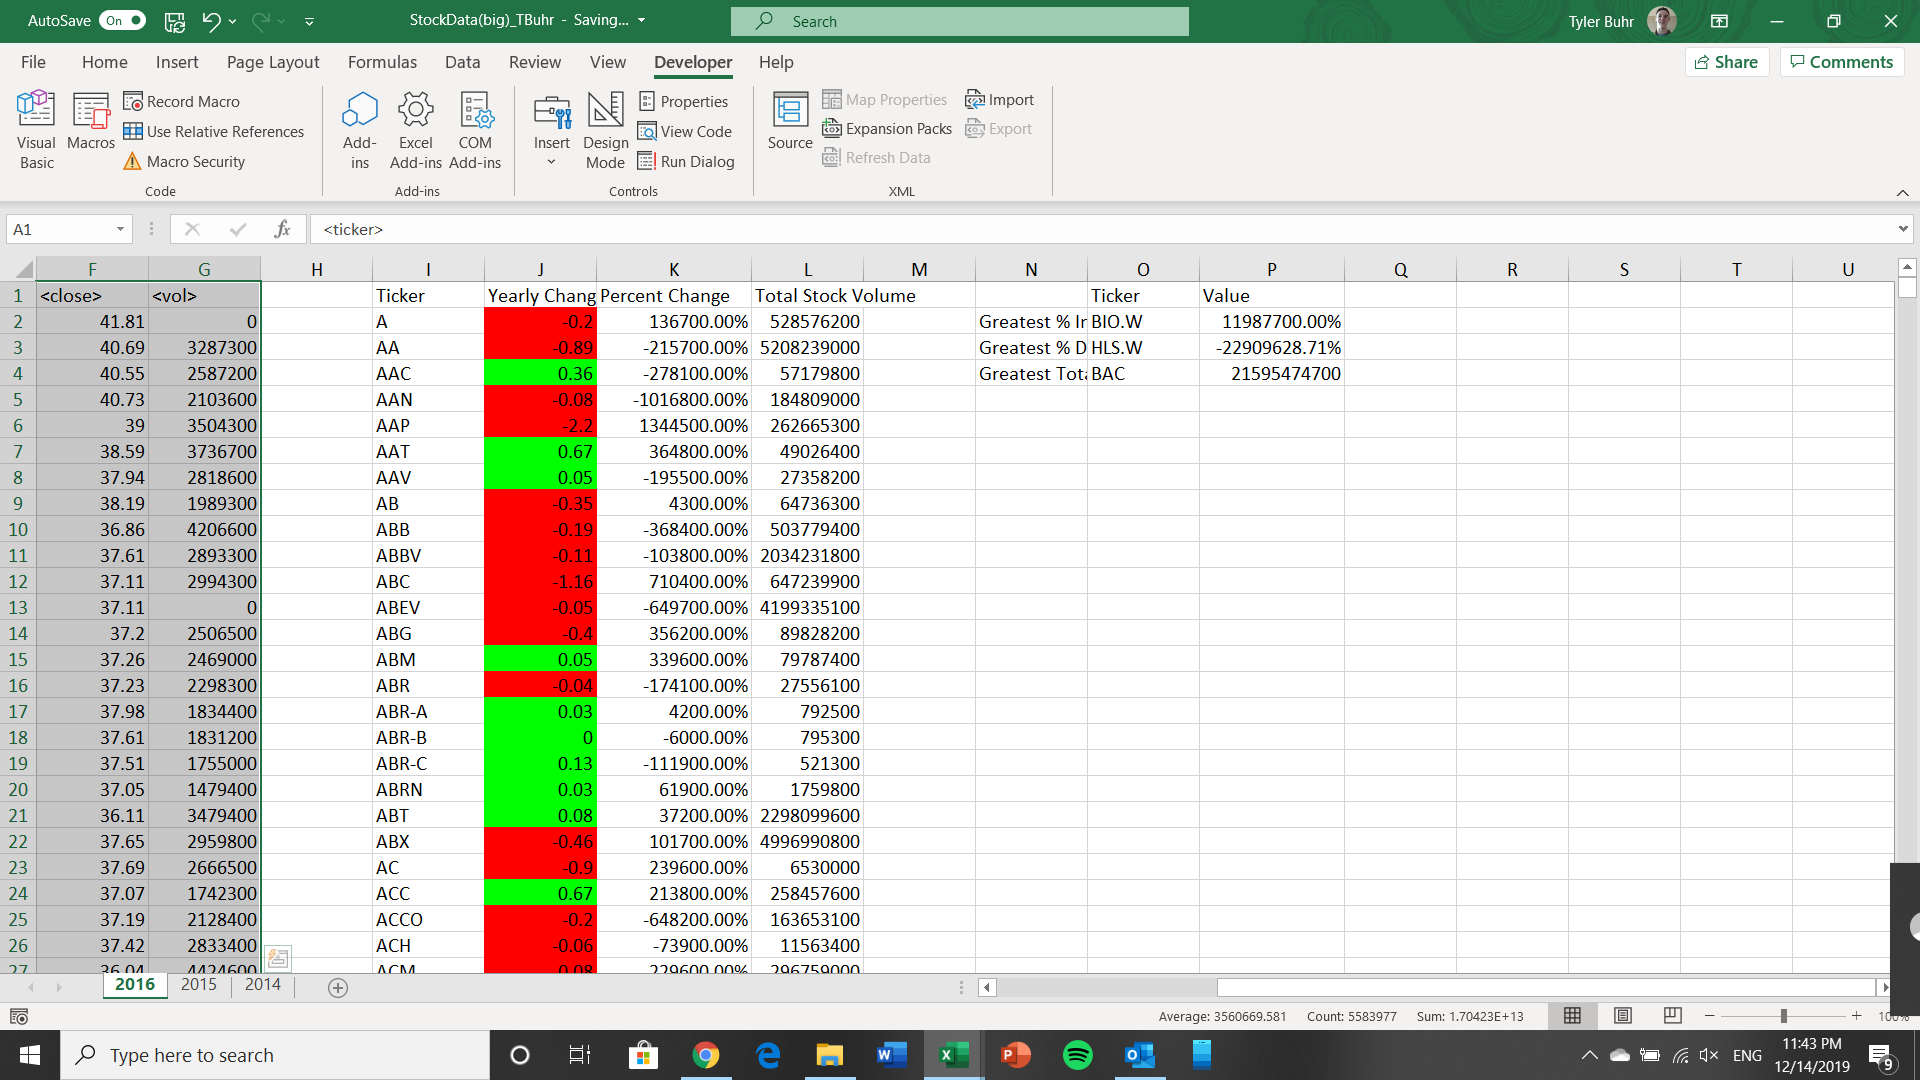 AutoSave On StockData(big)_TBuhr - Saving... Search Tyler Buhr
File Home Insert Page Layout Formulas Data Review View Developer Help Share Comments
Visual Basic
Macros
Record Macro
Use Relative References
Macro Security
Code
Add-ins
Excel Add-ins
COM Add-ins
Add-ins
Insert
Design Mode
Properties
View Code
Run Dialog
Controls
Source
Map Properties
Expansion Packs
Refresh Data
Import
Export
XML
A1 fx <ticker>
F G H I J K L M N O P Q R S T U
1 <close> <vol> Ticker Yearly Chang Percent Change Total Stock Volume Ticker Value
2 41.81 0 A -0.2 136700.00% 528576200 Greatest % Ir BIO.W 11987700.00%
3 40.69 3287300 AA -0.89 -215700.00% 5208239000 Greatest % D HLS.W -22909628.71%
4 40.55 2587200 AAC 0.36 -278100.00% 57179800 Greatest Tota BAC 21595474700
5 40.73 2103600 AAN -0.08 -1016800.00% 184809000
6 39 3504300 AAP -2.2 1344500.00% 262665300
7 38.59 3736700 AAT 0.67 364800.00% 49026400
8 37.94 2818600 AAV 0.05 -195500.00% 27358200
9 38.19 1989300 AB -0.35 4300.00% 64736300
10 36.86 4206600 ABB -0.19 -368400.00% 503779400
11 37.61 2893300 ABBV -0.11 -103800.00% 2034231800
12 37.11 2994300 ABC -1.16 710400.00% 647239900
13 37.11 0 ABEV -0.05 -649700.00% 4199335100
14 37.2 2506500 ABG -0.4 356200.00% 89828200
15 37.26 2469000 ABM 0.05 339600.00% 79787400
16 37.23 2298300 ABR -0.04 -174100.00% 27556100
17 37.98 1834400 ABR-A 0.03 4200.00% 792500
18 37.61 1831200 ABR-B 0 -6000.00% 795300
19 37.51 1755000 ABR-C 0.13 -111900.00% 521300
20 37.05 1479400 ABRN 0.03 61900.00% 1759800
21 36.11 3479400 ABT 0.08 37200.00% 2298099600
22 37.65 2959800 ABX -0.46 101700.00% 4996990800
23 37.69 2666500 AC -0.9 239600.00% 6530000
24 37.07 1742300 ACC 0.67 213800.00% 258457600
25 37.19 2128400 ACCO -0.2 -648200.00% 163653100
26 37.42 2833400 ACH -0.06 -73900.00% 11563400
27 36.04 4424600 ACM 0.08 229600.00% 296759000
2016 2015 2014
Average: 3560669.581 Count: 5583977 Sum: 1.70423E+13 100%
Type here to search ENG 11:43 PM
12/14/2019 9